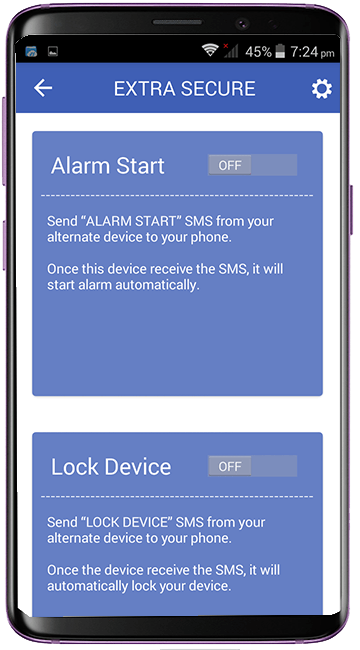 45% 7:24 pm
EXTRA SECURE
Alarm Start OFF
Send “ALARM START” SMS from your
alternate device to your phone.
Once this device receive the SMS, it will
start alarm automatically.
Lock Device OFF
Send “LOCK DEVICE” SMS from your
alternate device to your phone.
Once the device receive the SMS, it will
automatically lock your device.